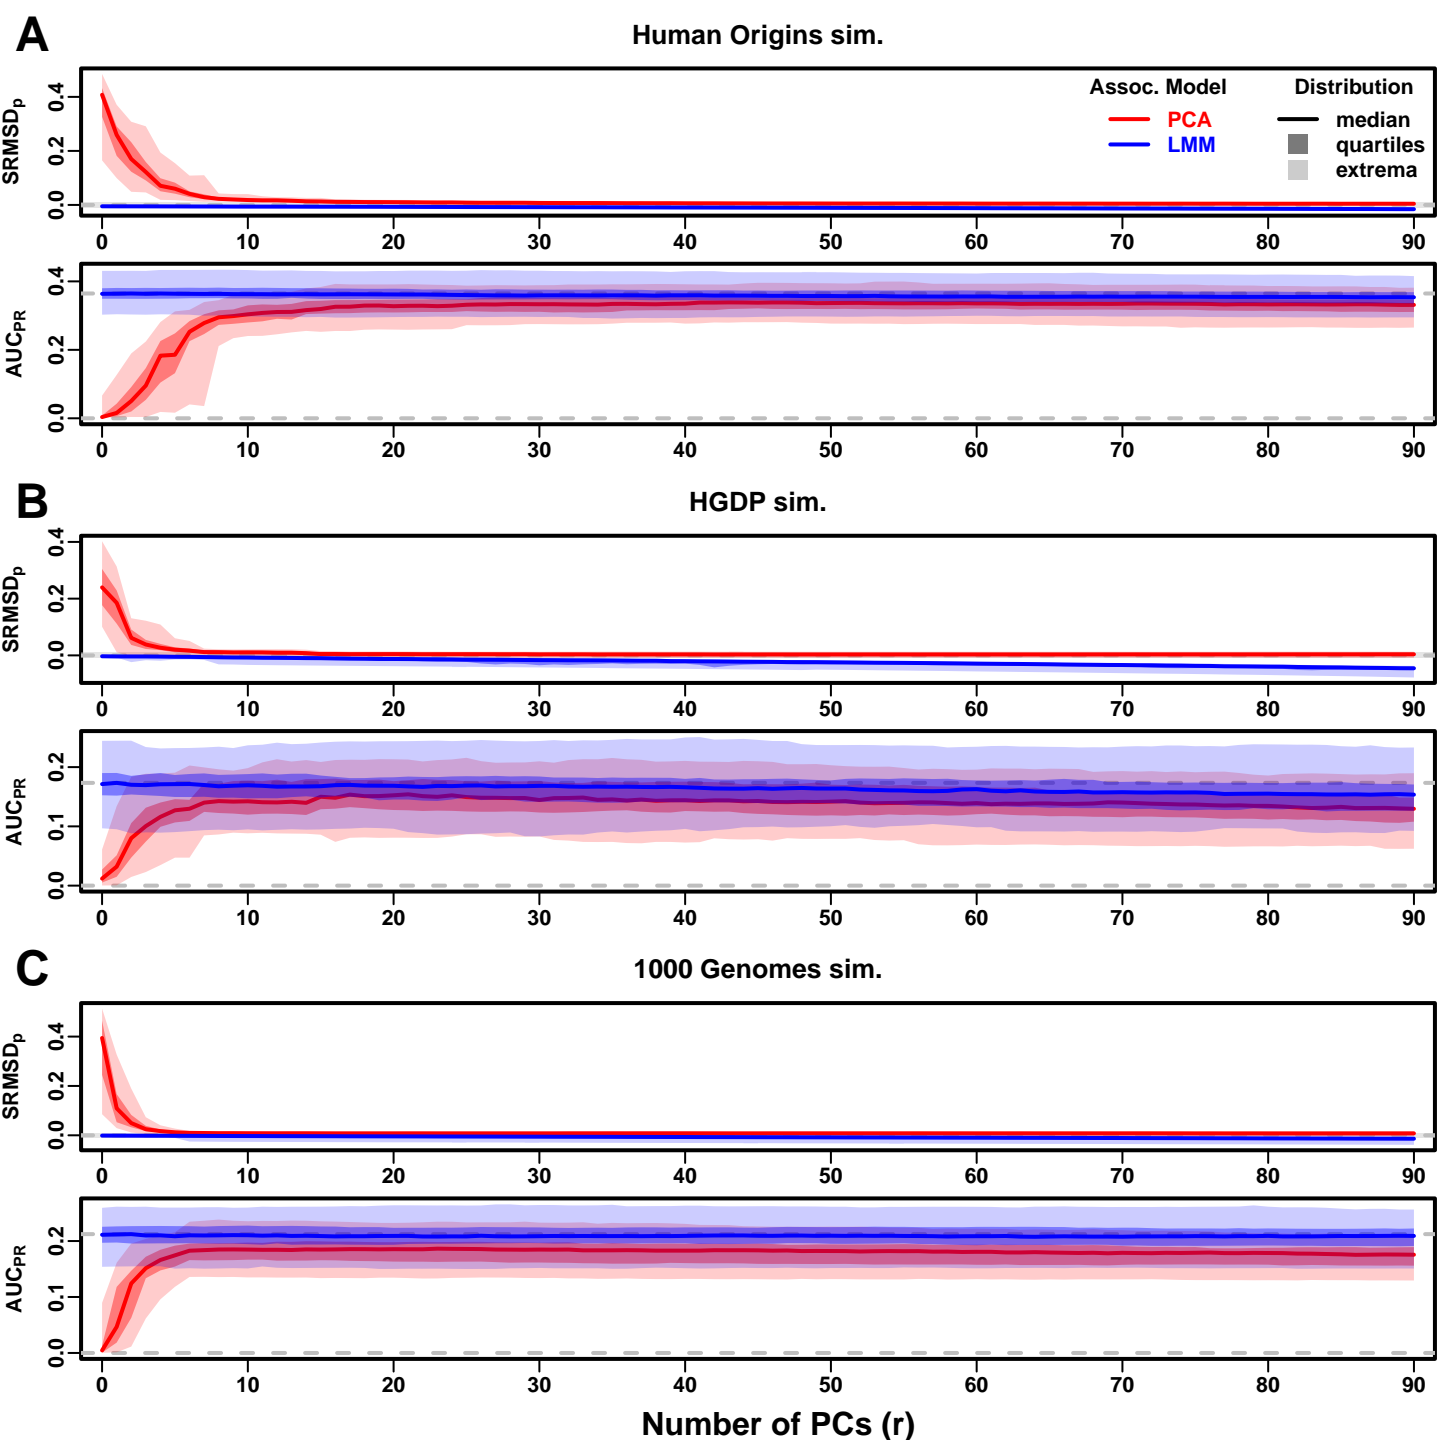 A
Human Origins sim.
SRMSDp
0.0 0.2 0.4
Assoc. Model
PCA
LMM
Distribution
median
quartiles
extrema
0 10 20 30 40 50 60 70 80 90
AUCPR
0.0 0.2 0.4
0 10 20 30 40 50 60 70 80 90
B
HGDP sim.
SRMSDp
0.0 0.2 0.4
0 10 20 30 40 50 60 70 80 90
AUCPR
0.0 0.1 0.2
0 10 20 30 40 50 60 70 80 90
C
1000 Genomes sim.
SRMSDp
0.0 0.2 0.4
0 10 20 30 40 50 60 70 80 90
AUCPR
0.0 0.1 0.2
0 10 20 30 40 50 60 70 80 90
Number of PCs (r)